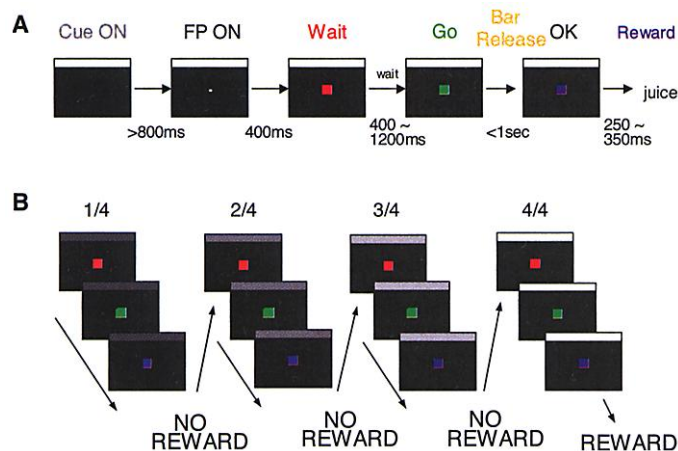 A
Cue ON
FP ON
Wait
Go
Bar
Release
OK
Reward
wait
juice
>800ms
400ms
400 ~
1200ms
<1sec
250 ~
350ms
B
1/4
2/4
3/4
4/4
NO
REWARD
NO
REWARD
NO
REWARD
REWARD